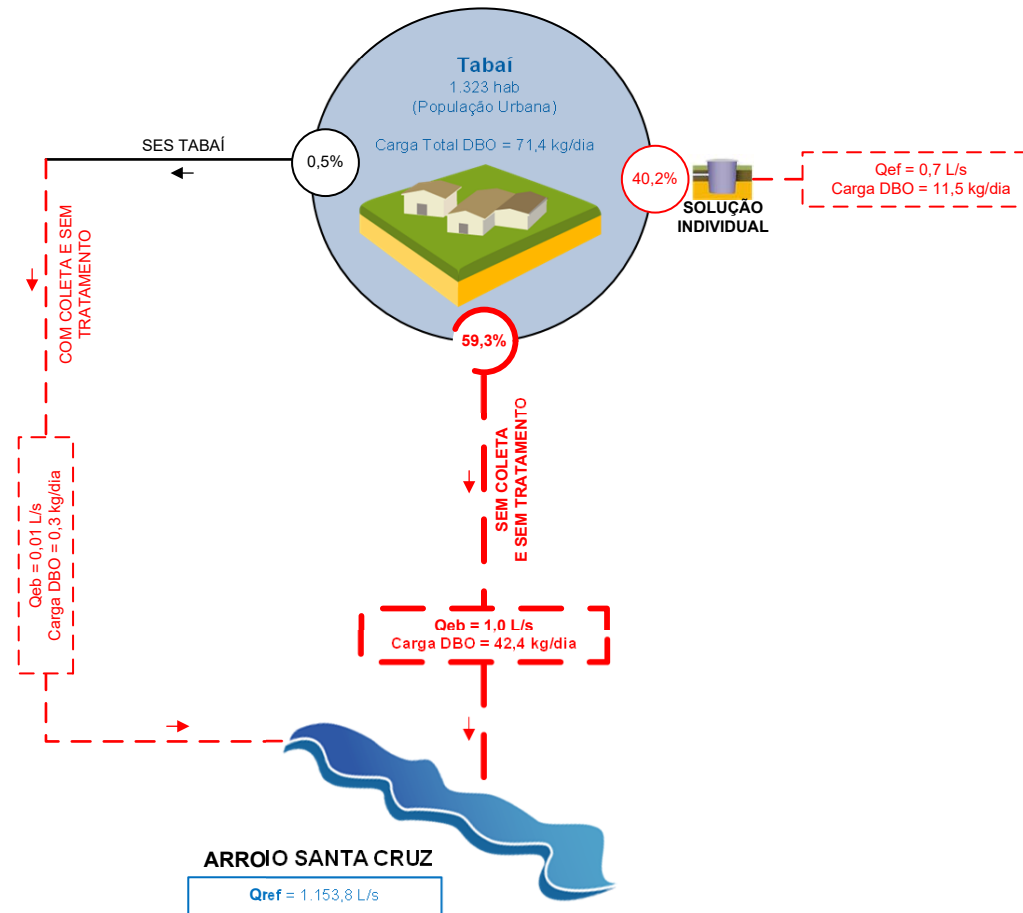 Tabaí
1.323 hab
(População Urbana)
Carga Total DBO = 71,4 kg/dia
SES TABAÍ
0,5%
40,2%
SOLUÇÃO
INDIVIDUAL
Qef = 0,7 L/s
Carga DBO = 11,5 kg/dia
COM COLETA E SEM
TRATAMENTO
59,3%
SEM COLETA
E SEM TRATAMENTO
Qeb = 0,01 L/s
Carga DBO = 0,3 kg/dia
Qeb = 1,0 L/s
Carga DBO = 42,4 kg/dia
ARROIO SANTA CRUZ
Qref = 1.153,8 L/s